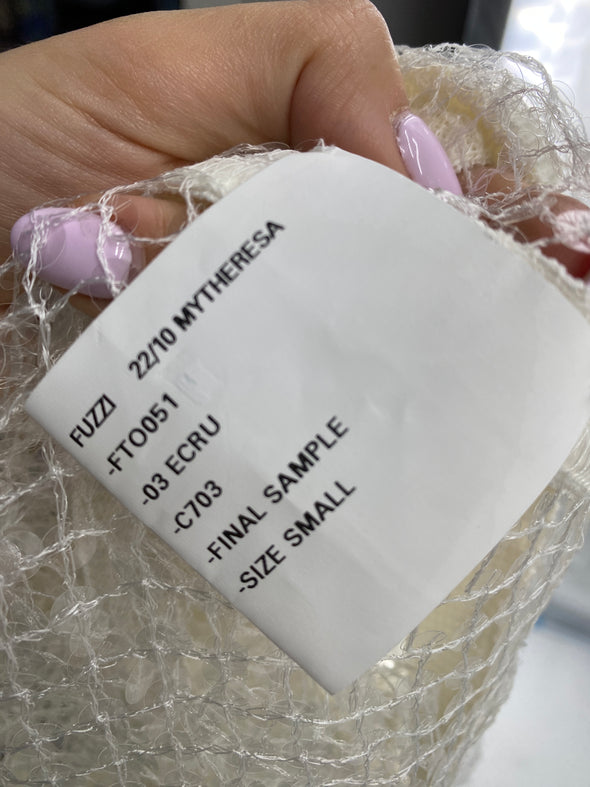 FUZZI 22/10 MYTHERESA
-FTO051
-03 ECRU
-C703
-FINAL SAMPLE
-SIZE SMALL